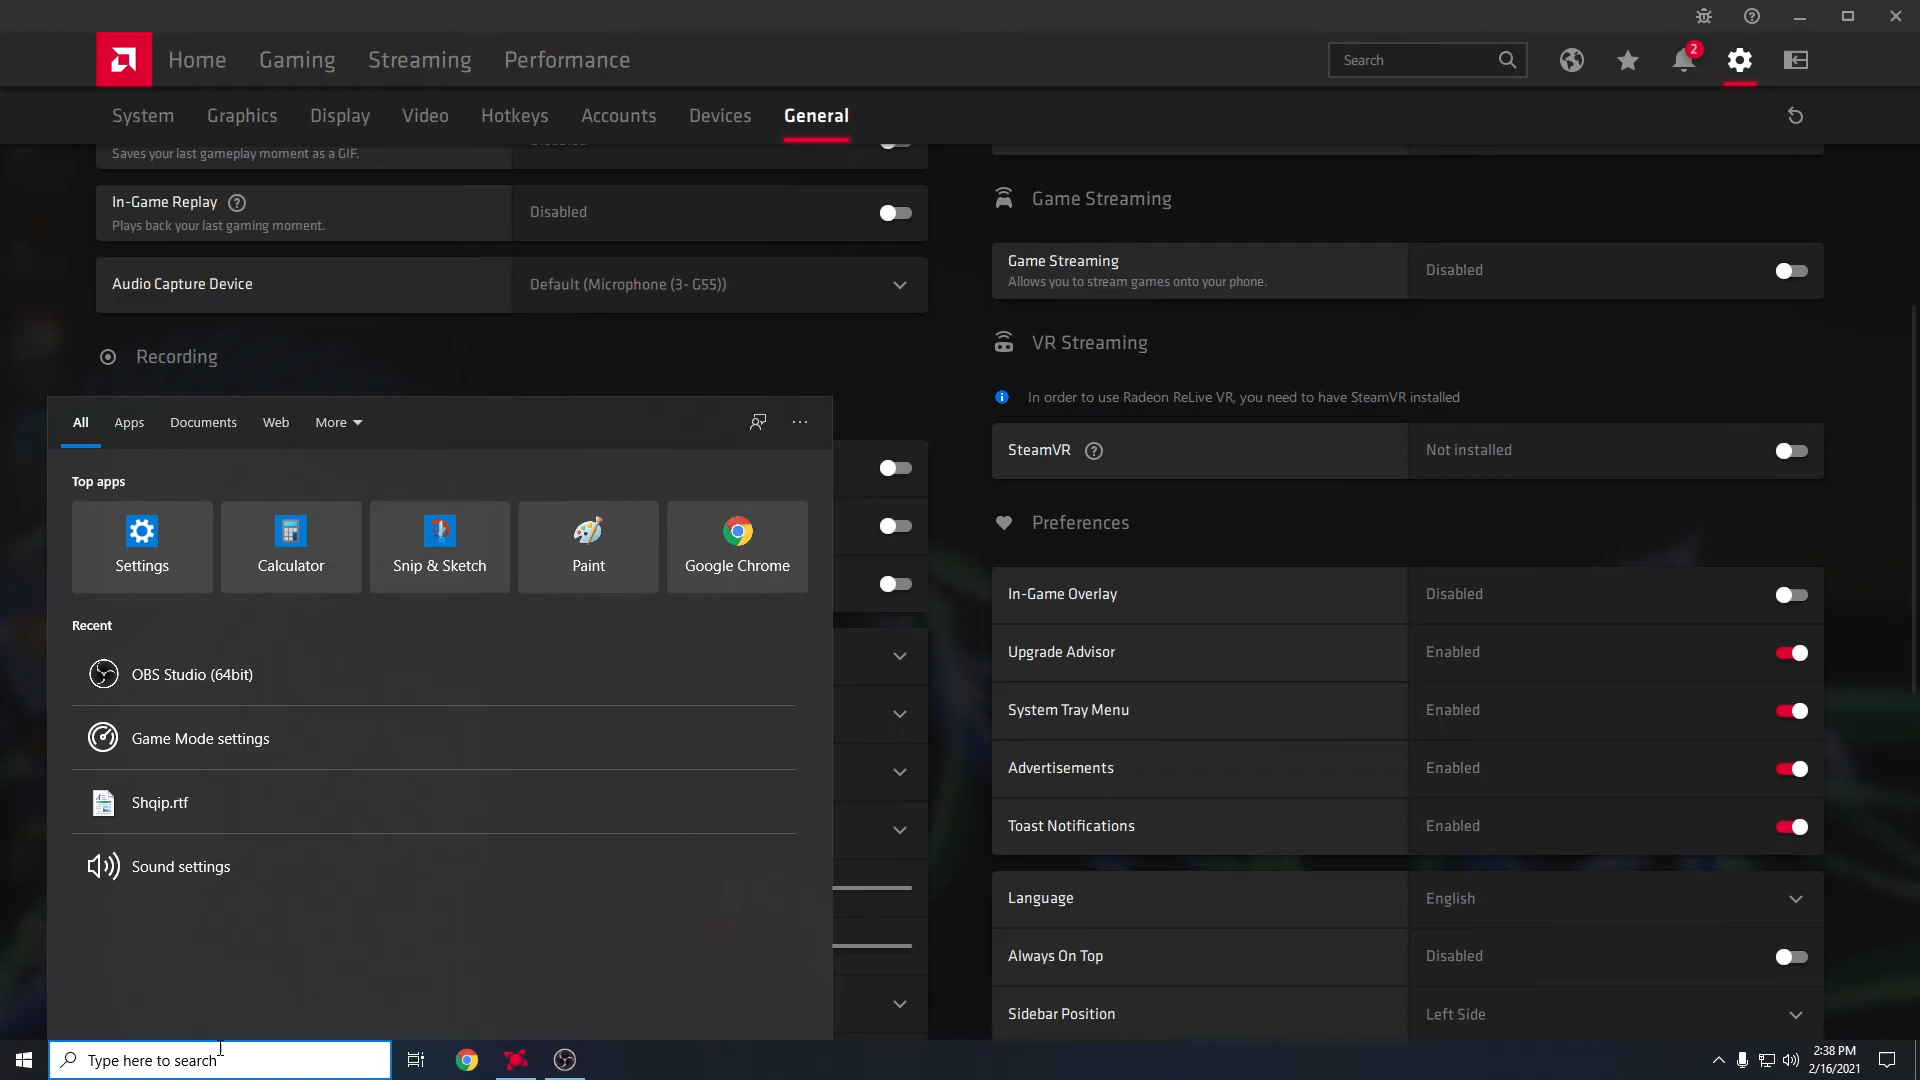 Home Gaming Streaming Performance
Search
2
System Graphics Display Video Hotkeys Accounts Devices General
Saves your last gameplay moment as a GIF.
In-Game Replay ?
Disabled
Plays back your last gaming moment.
Audio Capture Device
Default (Microphone (3- G55))
Recording
Game Streaming
Game Streaming
Disabled
Allows you to stream games onto your phone.
VR Streaming
In order to use Radeon ReLive VR, you need to have SteamVR installed
SteamVR ?
Not installed
Preferences
In-Game Overlay
Disabled
Upgrade Advisor
Enabled
System Tray Menu
Enabled
Advertisements
Enabled
Toast Notifications
Enabled
Language
English
Always On Top
Disabled
Sidebar Position
Left Side
All Apps Documents Web More
Top apps
Settings Calculator Snip & Sketch Paint Google Chrome
Recent
OBS Studio (64bit)
Game Mode settings
Shqip.rtf
Sound settings
Type here to search
2:38 PM
2/16/2021